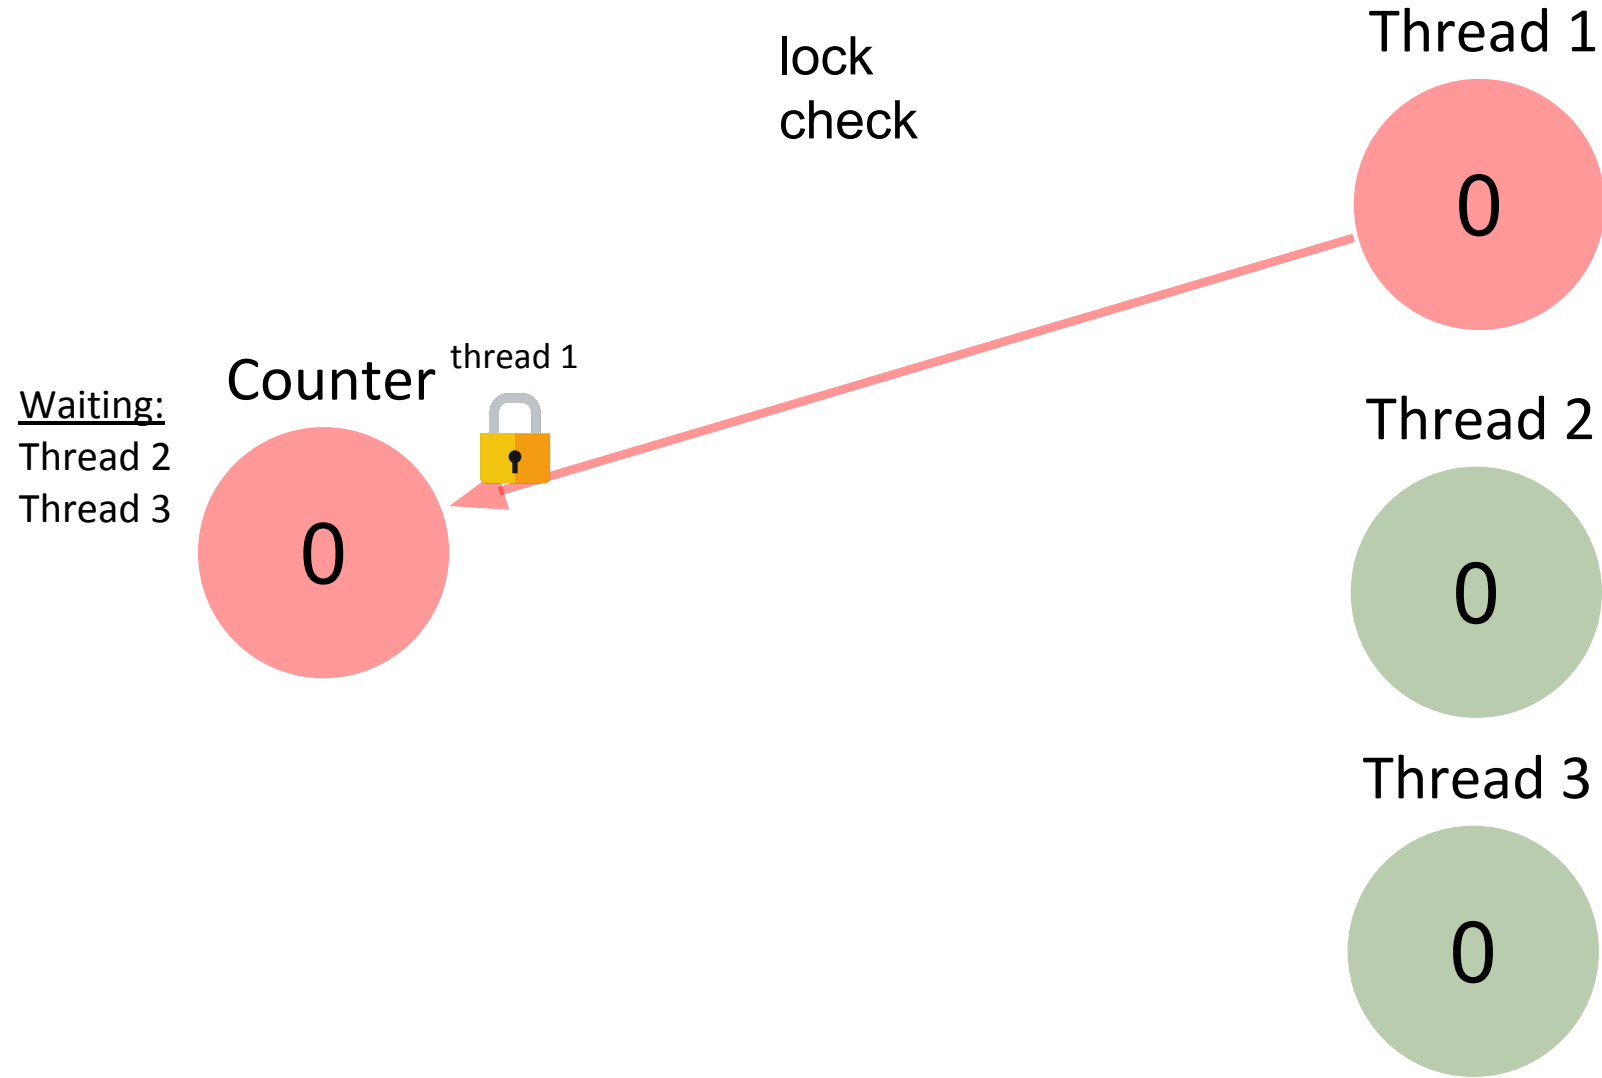 lock
check
Thread 1
0
Counter
thread 1
Waiting:
Thread 2
Thread 3
0
Thread 2
0
Thread 3
0